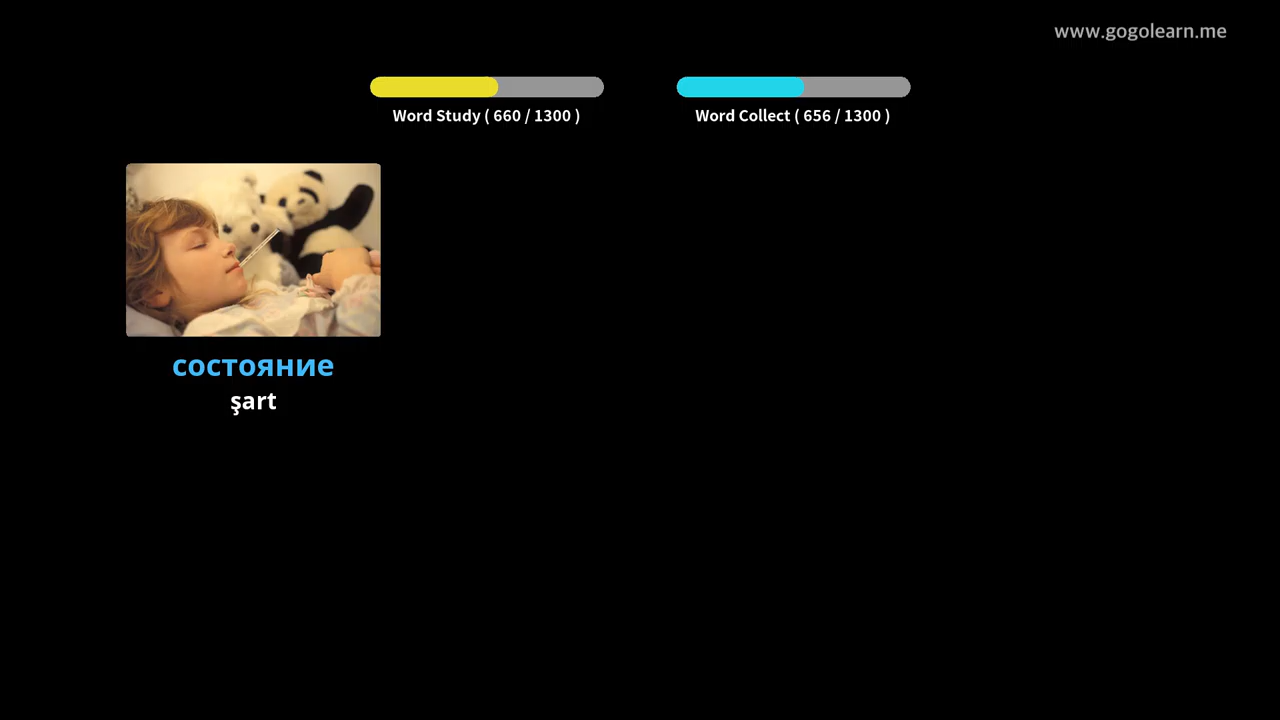 www.gogolearn.me
Word Study ( 660 / 1300 )
Word Collect ( 656 / 1300 )
состояние
şart